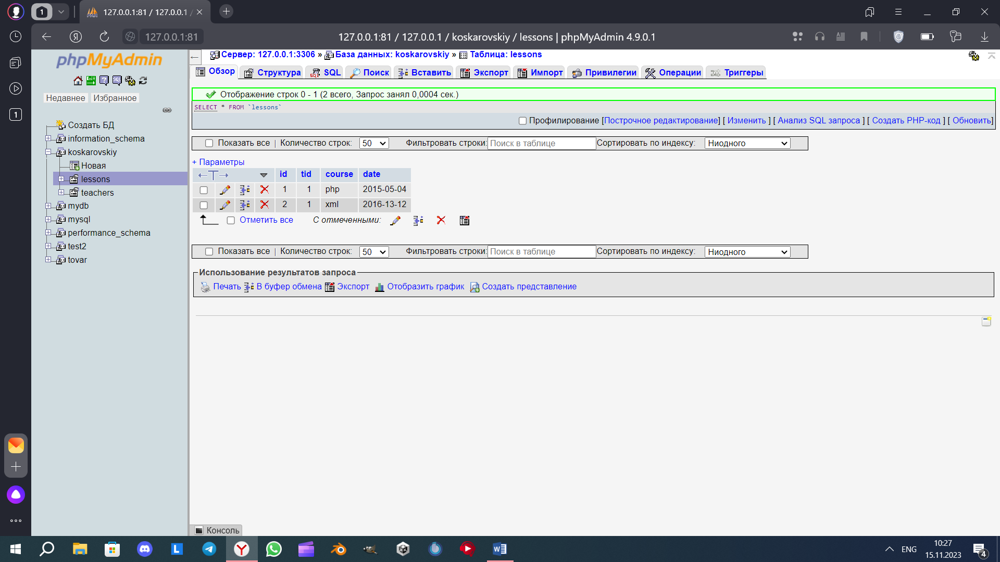 1
127.0.0.1:81 / 127.0.0.1 /
127.0.0.1:81
127.0.0.1:81 / 127.0.0.1 / koskarovskiy / lessons | phpMyAdmin 4.9.0.1
1
phpMyAdmin
Недавнее Избранное
Создать БД
information_schema
koskarovskiy
Новая
lessons
teachers
mydb
mysql
performance_schema
test2
tovar
Сервер: 127.0.0.1:3306 » База данных: koskarovskiy » Таблица: lessons
Обзор Структура SQL Поиск Вставить Экспорт Импорт Привилегии Операции Триггеры
Отображение строк 0 - 1 (2 всего, Запрос занял 0,0004 сек.)
SELECT * FROM `lessons`
Профилирование [Построчное редактирование] [ Изменить ] [ Анализ SQL запроса ] [ Создать PHP-код ] [ Обновить]
Показать все | Количество строк: 50 Фильтровать строки: Поиск в таблице Сортировать по индексу: Ниодного
+ Параметры
←T→ id tid course date
1 1 php 2015-05-04
2 1 xml 2016-13-12
Отметить все С отмеченными:
Показать все | Количество строк: 50 Фильтровать строки: Поиск в таблице Сортировать по индексу: Ниодного
Использование результатов запроса
Печать В буфер обмена Экспорт Отобразить график Создать представление
Консоль
ENG
10:27
15.11.2023
4